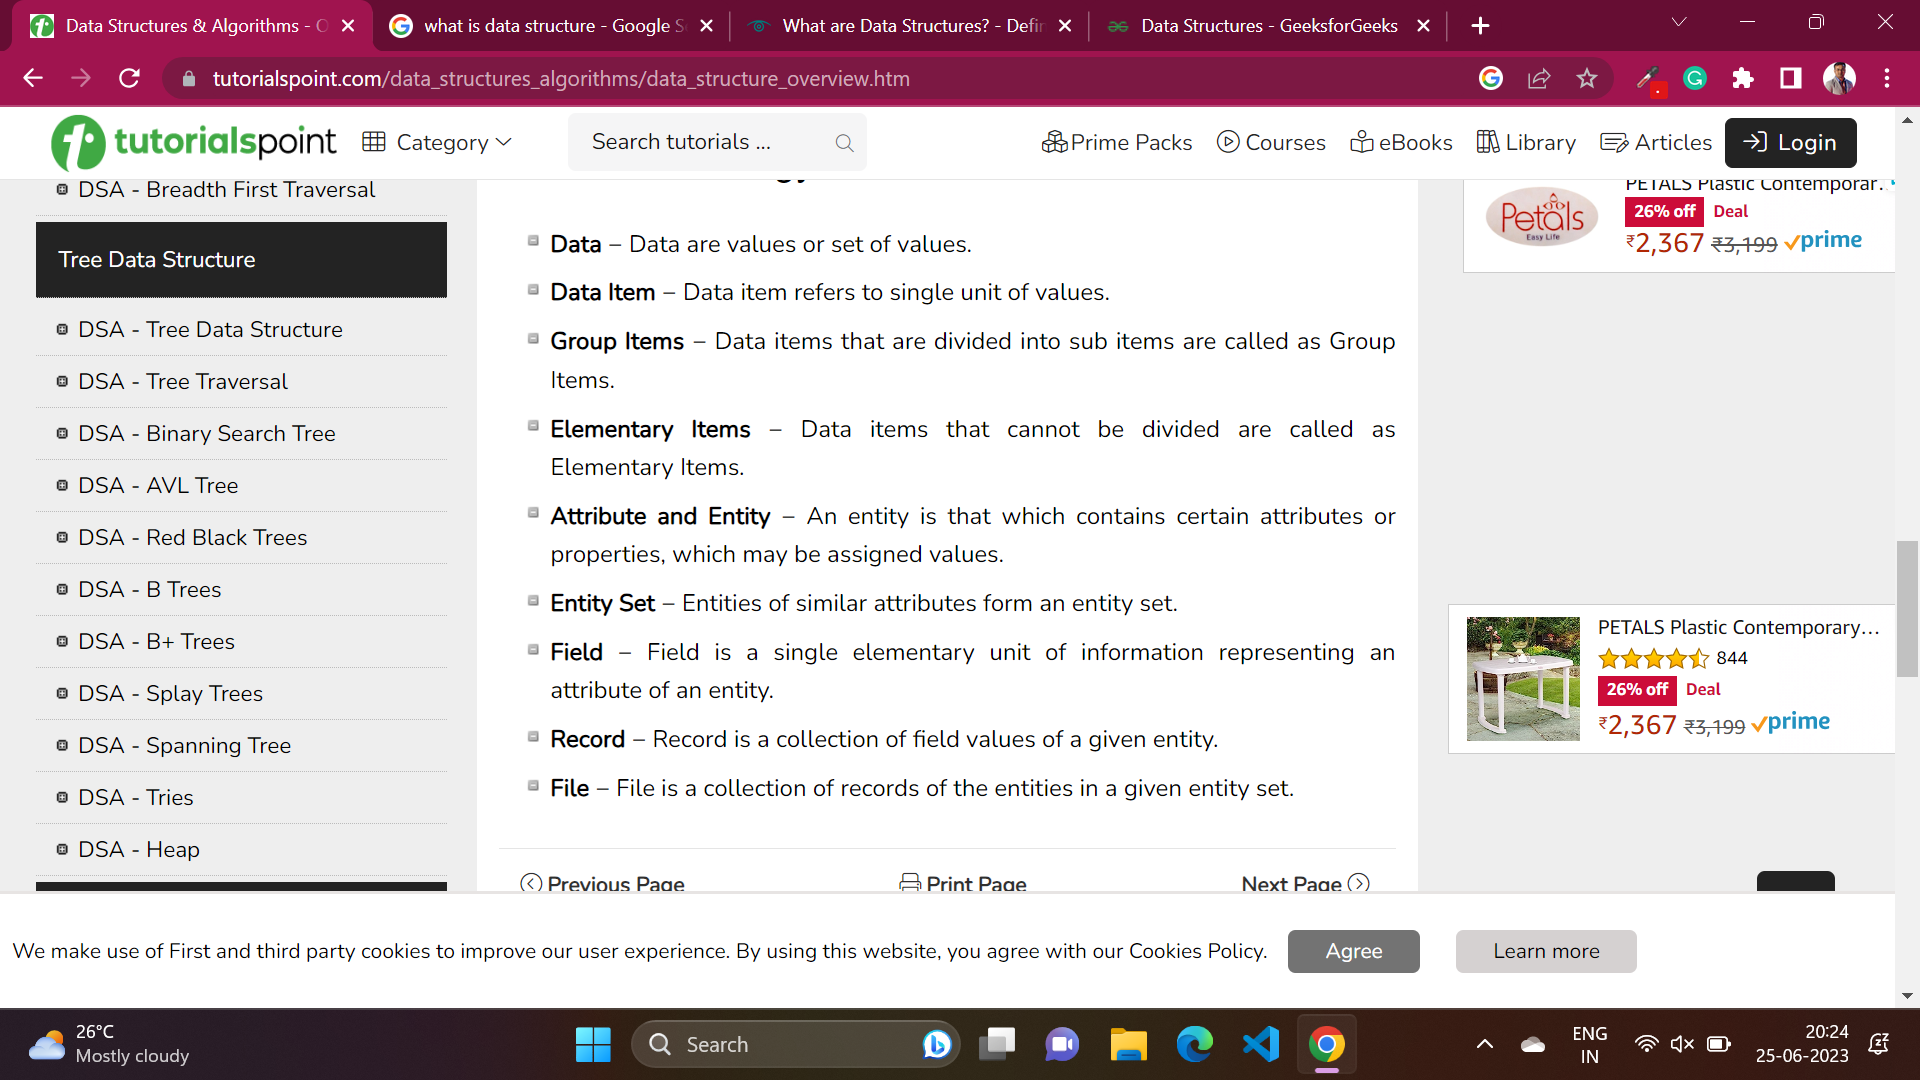 Data Structures & Algorithms - O
what is data structure - Google S
What are Data Structures? - Defin
Data Structures - GeeksforGeeks
tutorialspoint.com/data_structures_algorithms/data_structure_overview.htm
tutorialspoint
Category
Search tutorials ...
Prime Packs
Courses
eBooks
Library
Articles
Login
DSA - Breadth First Traversal
Tree Data Structure
DSA - Tree Data Structure
DSA - Tree Traversal
DSA - Binary Search Tree
DSA - AVL Tree
DSA - Red Black Trees
DSA - B Trees
DSA - B+ Trees
DSA - Splay Trees
DSA - Spanning Tree
DSA - Tries
DSA - Heap
Data – Data are values or set of values.
Data Item – Data item refers to single unit of values.
Group Items – Data items that are divided into sub items are called as Group
Items.
Elementary Items – Data items that cannot be divided are called as
Elementary Items.
Attribute and Entity – An entity is that which contains certain attributes or
properties, which may be assigned values.
Entity Set – Entities of similar attributes form an entity set.
Field – Field is a single elementary unit of information representing an
attribute of an entity.
Record – Record is a collection of field values of a given entity.
File – File is a collection of records of the entities in a given entity set.
Previous Page
Print Page
Next Page
Petals
Easy Life
PETALS Plastic Contemporar...
26% off Deal
₹2,367 ₹3,199 prime
PETALS Plastic Contemporary...
844
26% off Deal
₹2,367 ₹3,199 prime
We make use of First and third party cookies to improve our user experience. By using this website, you agree with our Cookies Policy.
Agree
Learn more
26°C
Mostly cloudy
Search
ENG
IN
20:24
25-06-2023